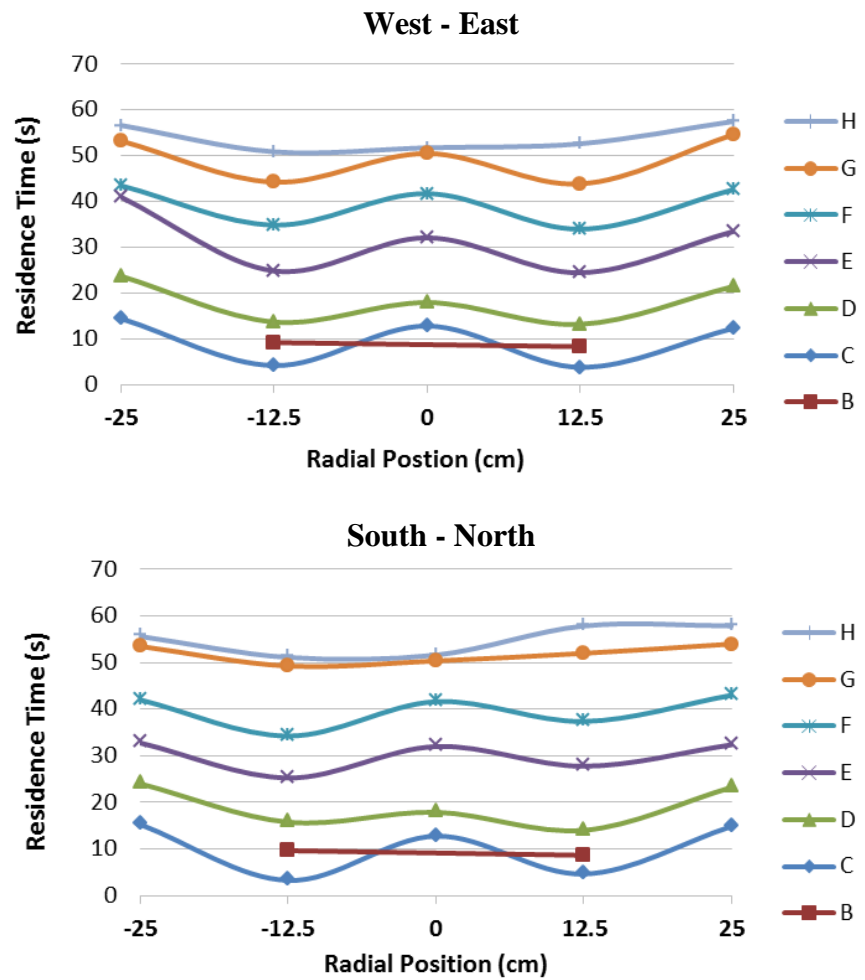 West - East
70
60
50
40
30
20
10
0
Residence Time (s)
-25 -12.5 0 12.5 25
Radial Postion (cm)
H
G
F
E
D
C
B
South - North
70
60
50
40
30
20
10
0
Residence Time (s)
-25 -12.5 0 12.5 25
Radial Position (cm)
H
G
F
E
D
C
B